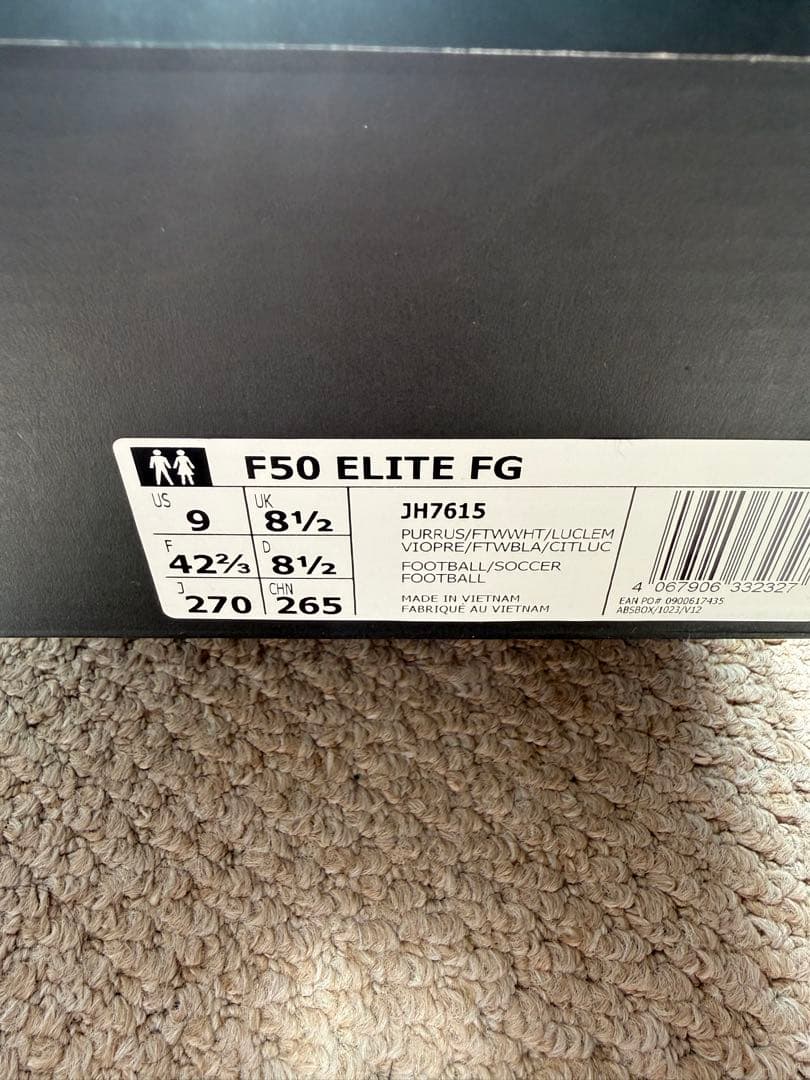 F50 ELITE FG
US 9
UK 8½
F 42⅔
D 8½
J 270
CHN 265
JH7615
PURRUS/FTWWHT/LUCLEM
VIOPRE/FTWBLA/CITLUC
FOOTBALL/SOCCER
FOOTBALL
MADE IN VIETNAM
FABRIQUÉ AU VIETNAM
4 067906 332327
EAN PO# 0900617435
ABSBOX/1023/V12